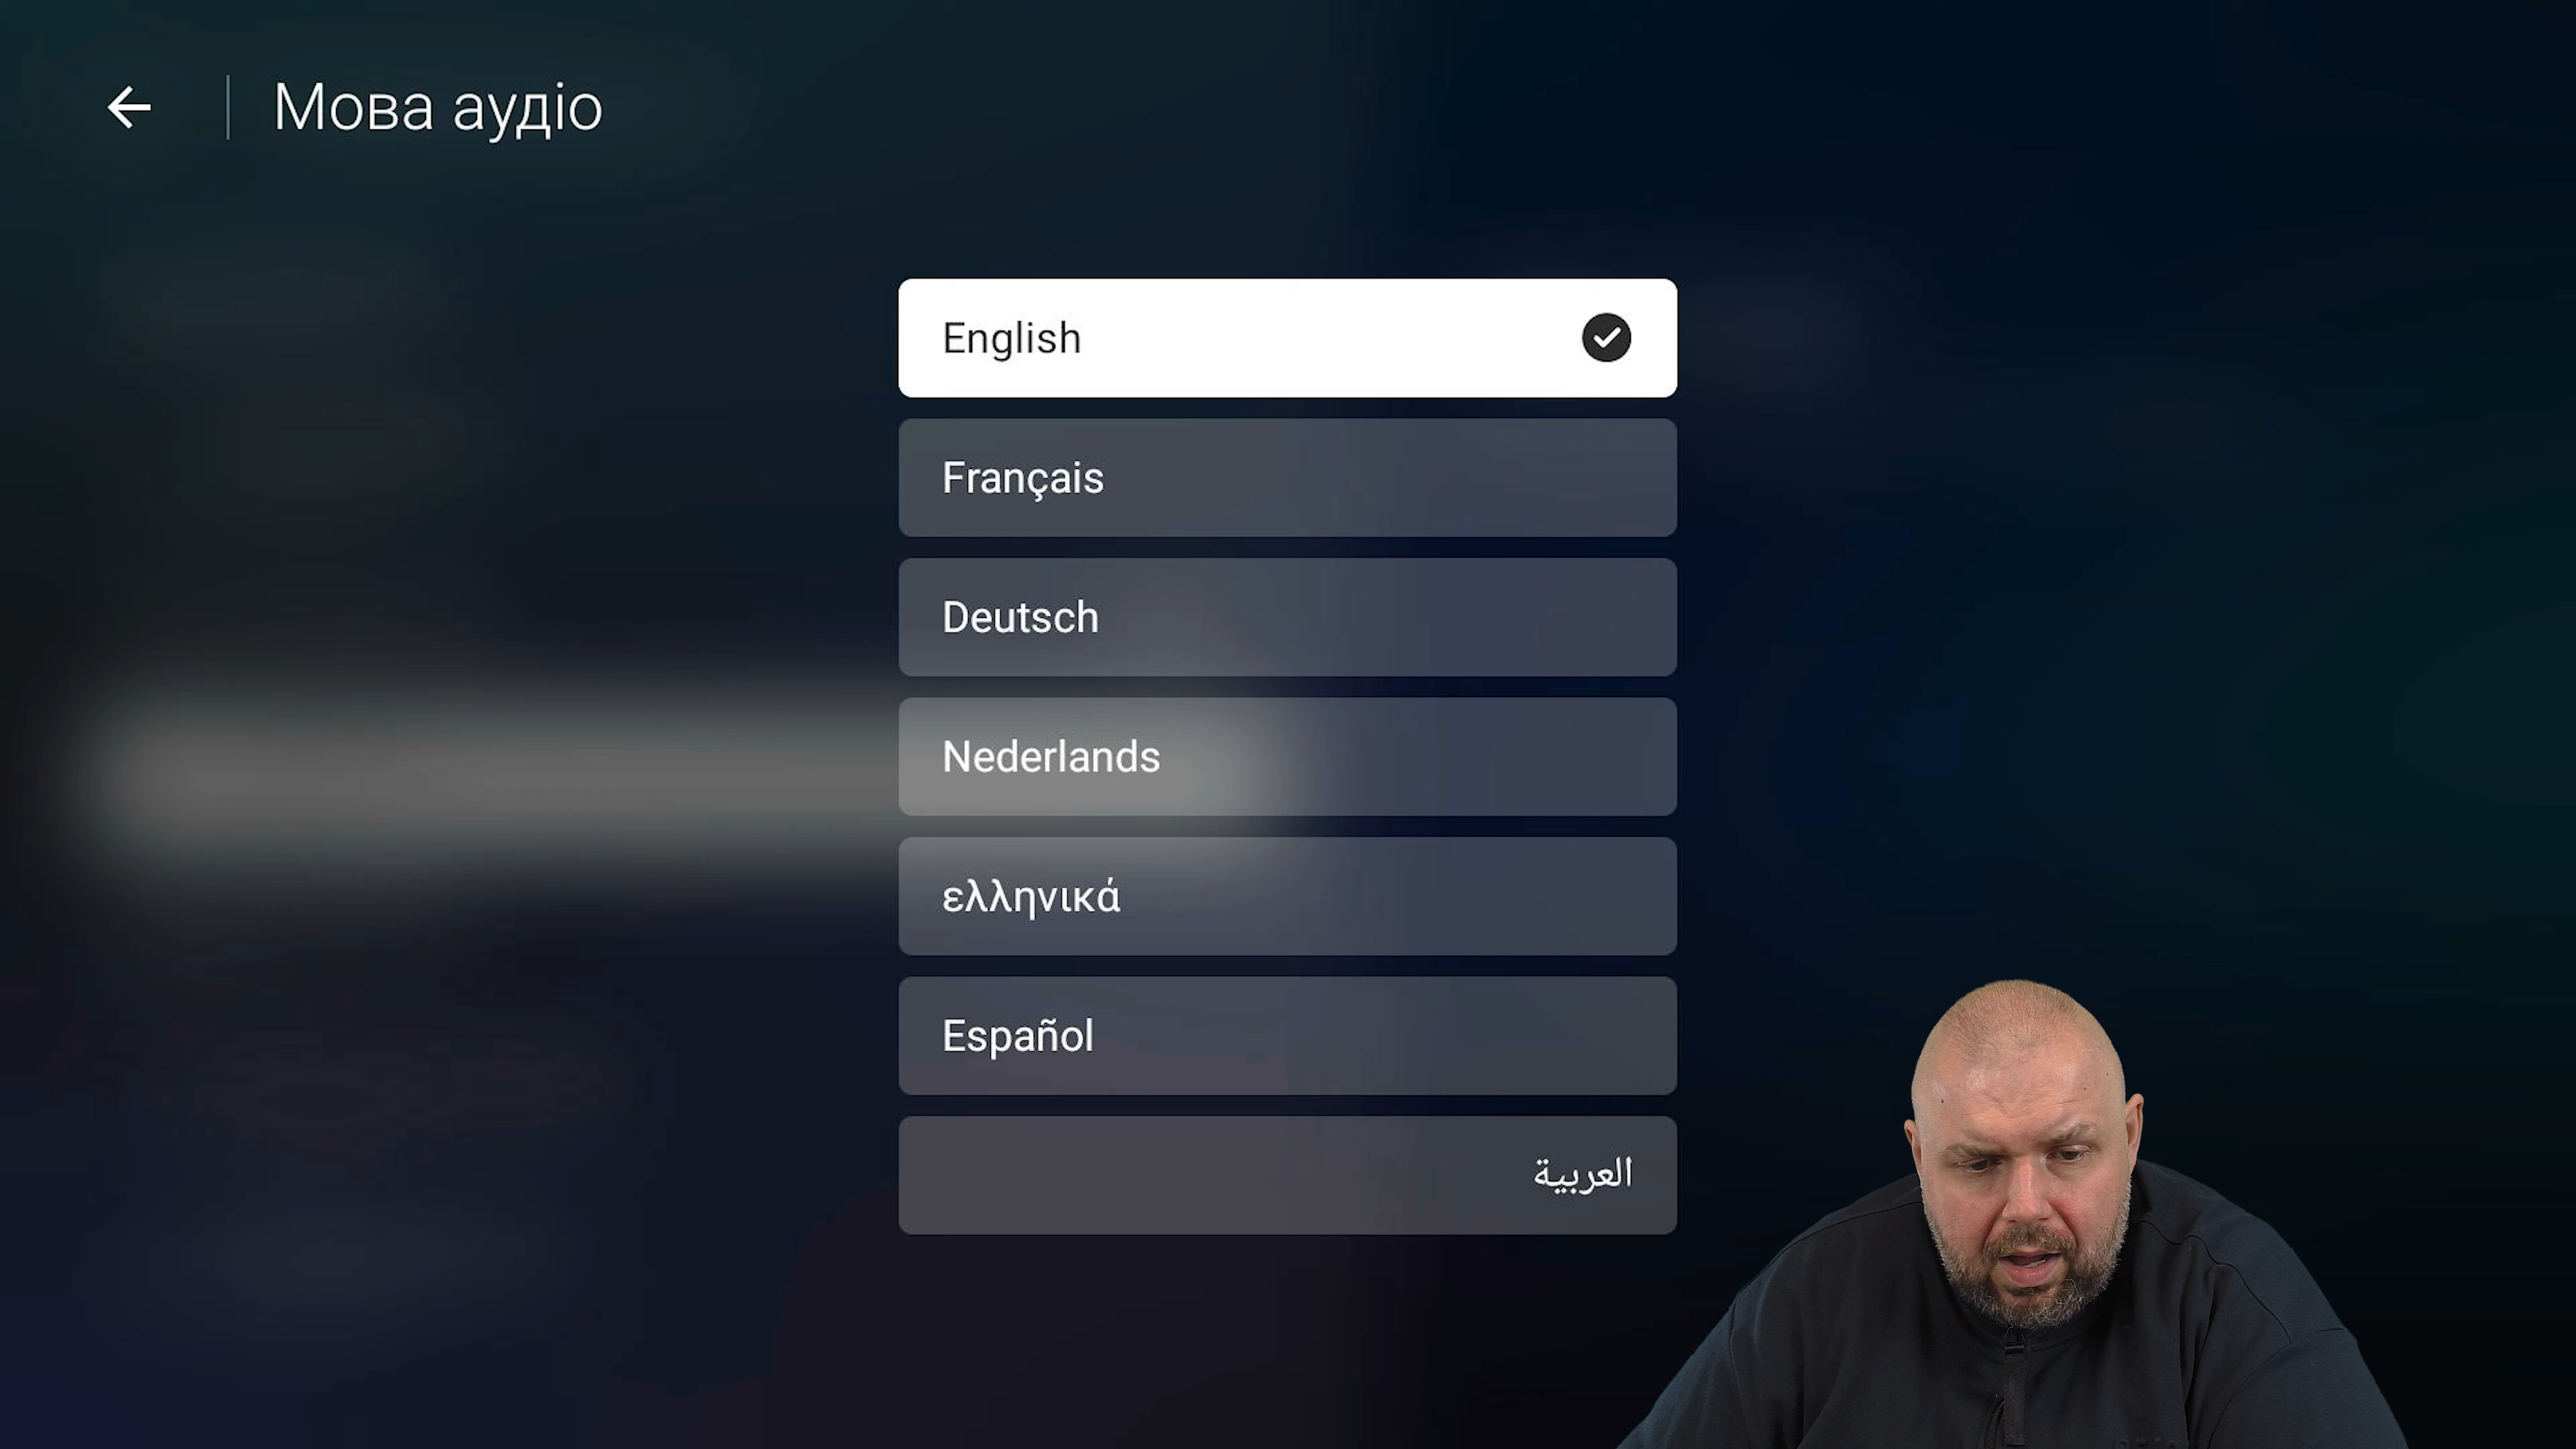 Мова аудіо
English
Français
Deutsch
Nederlands
ελληνικά
Español
العربية